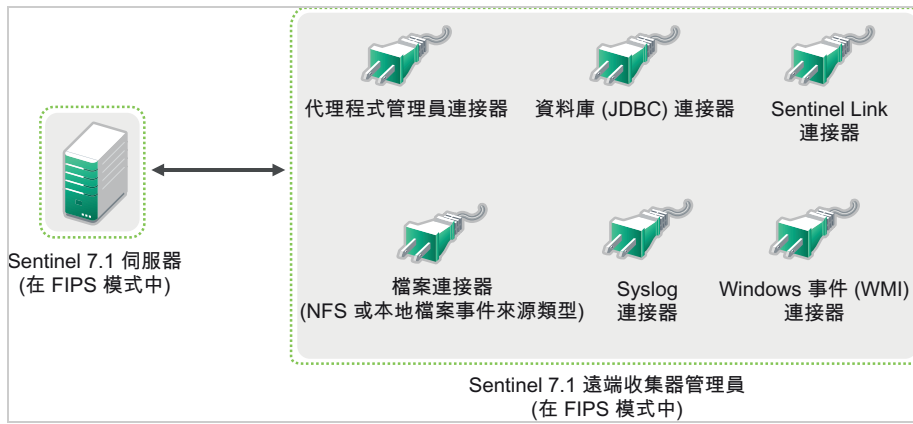 代理程式管理員連接器
資料庫 (JDBC) 連接器
Sentinel Link
連接器
Sentinel 7.1 伺服器
(在 FIPS 模式中)
檔案連接器
(NFS 或本地檔案事件來源類型)
Syslog
連接器
Windows 事件 (WMI)
連接器
Sentinel 7.1 遠端收集器管理員
(在 FIPS 模式中)